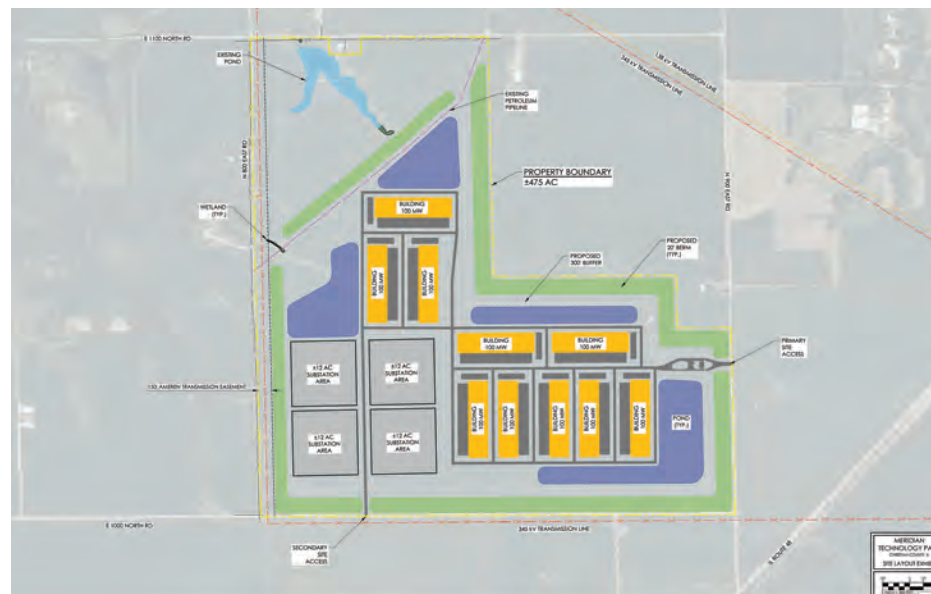 E 1100 NORTH RD
EXISTING
POND
138 kV TRANSMISSION LINE
345 kV TRANSMISSION LINE
EXISTING
PETROLEUM
PIPELINE
N 800 EAST RD
PROPERTY BOUNDARY
±475 AC
N 900 EAST RD
WETLAND
(TYP.)
BUILDING
100 MW
BUILDING
100 MW
BUILDING
100 MW
PROPOSED
300' BUFFER
PROPOSED
20' BERM
(TYP.)
BUILDING
100 MW
BUILDING
100 MW
PRIMARY
SITE
ACCESS
±12 AC
SUBSTATION
AREA
±12 AC
SUBSTATION
AREA
AMEREN TRANSMISSION EASEMENT
BUILDING
100 MW
BUILDING
100 MW
BUILDING
100 MW
BUILDING
100 MW
BUILDING
100 MW
POND
(TYP.)
±12 AC
SUBSTATION
AREA
±12 AC
SUBSTATION
AREA
E 1000 NORTH RD
345 kV TRANSMISSION LINE
SECONDARY
SITE
ACCESS
ROUTE 48
MERIDIAN
TECHNOLOGY PA
SITE LAYOUT EXHIB